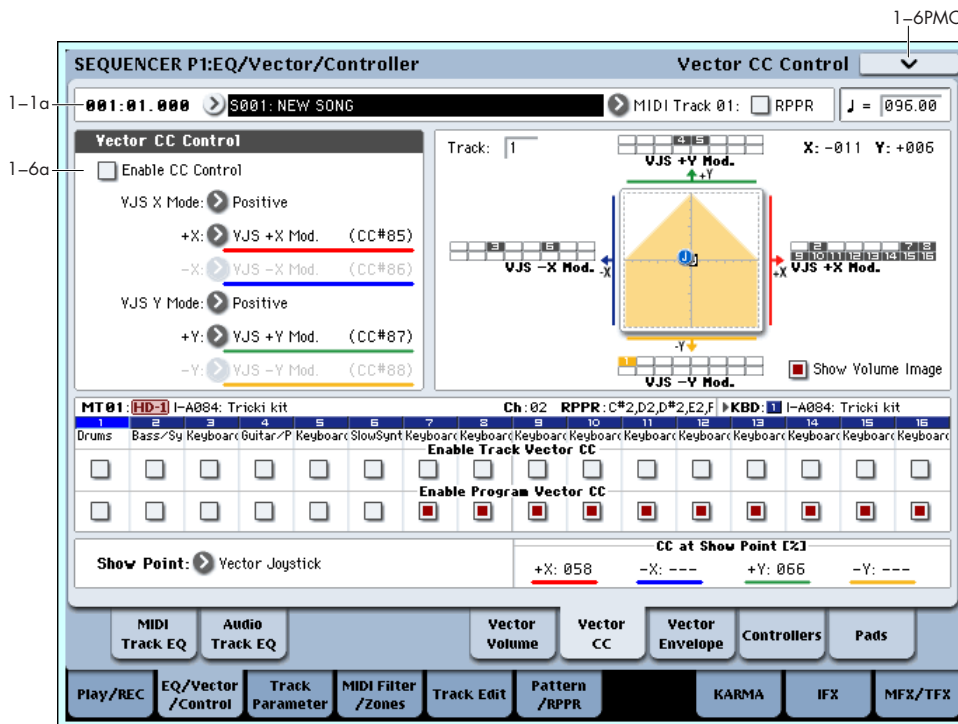 1–6PMC
SEQUENCER P1:EQ/Vector/Controller Vector CC Control
1–1a
001:01.000 S001: NEW SONG MIDI Track 01: RPPR ♩ = 096.00
Vector CC Control
1–6a
Enable CC Control
VJS X Mode: Positive
+X: VJS +X Mod. (CC#85)
-X: VJS -X Mod. (CC#86)
VJS Y Mode: Positive
+Y: VJS +Y Mod. (CC#87)
-Y: VJS -Y Mod. (CC#88)
Track: 1
4 5
X: -011 Y: +006
VJS +Y Mod.
+Y
3 6
VJS -X Mod. -X
J
2 7 8
9 10 11 12 13 14 15 16
+X VJS +X Mod.
-Y
1
VJS -Y Mod.
Show Volume Image
MT01: HD-1 I-A084: Tricki kit Ch:02 RPPR:C#2,D2,D#2,E2,F KBD: 1 I-A084: Tricki kit
1 2 3 4 5 6 7 8 9 10 11 12 13 14 15 16
Drums Bass/Sy Keyboard Guitar/P Keyboard SlowSynt Keyboard Keyboard Keyboard Keyboard Keyboard Keyboard Keyboard Keyboard Keyboard Keyboard
Enable Track Vector CC
Enable Program Vector CC
Show Point: Vector Joystick
CC at Show Point [%]
+X: 058 -X: --- +Y: 066 -Y: ---
MIDI Track EQ
Audio Track EQ
Vector Volume
Vector CC
Vector Envelope
Controllers
Pads
Play/REC
EQ/Vector /Control
Track Parameter
MIDI Filter /Zones
Track Edit
Pattern /RPPR
KARMA
IFX
MFX/TFX